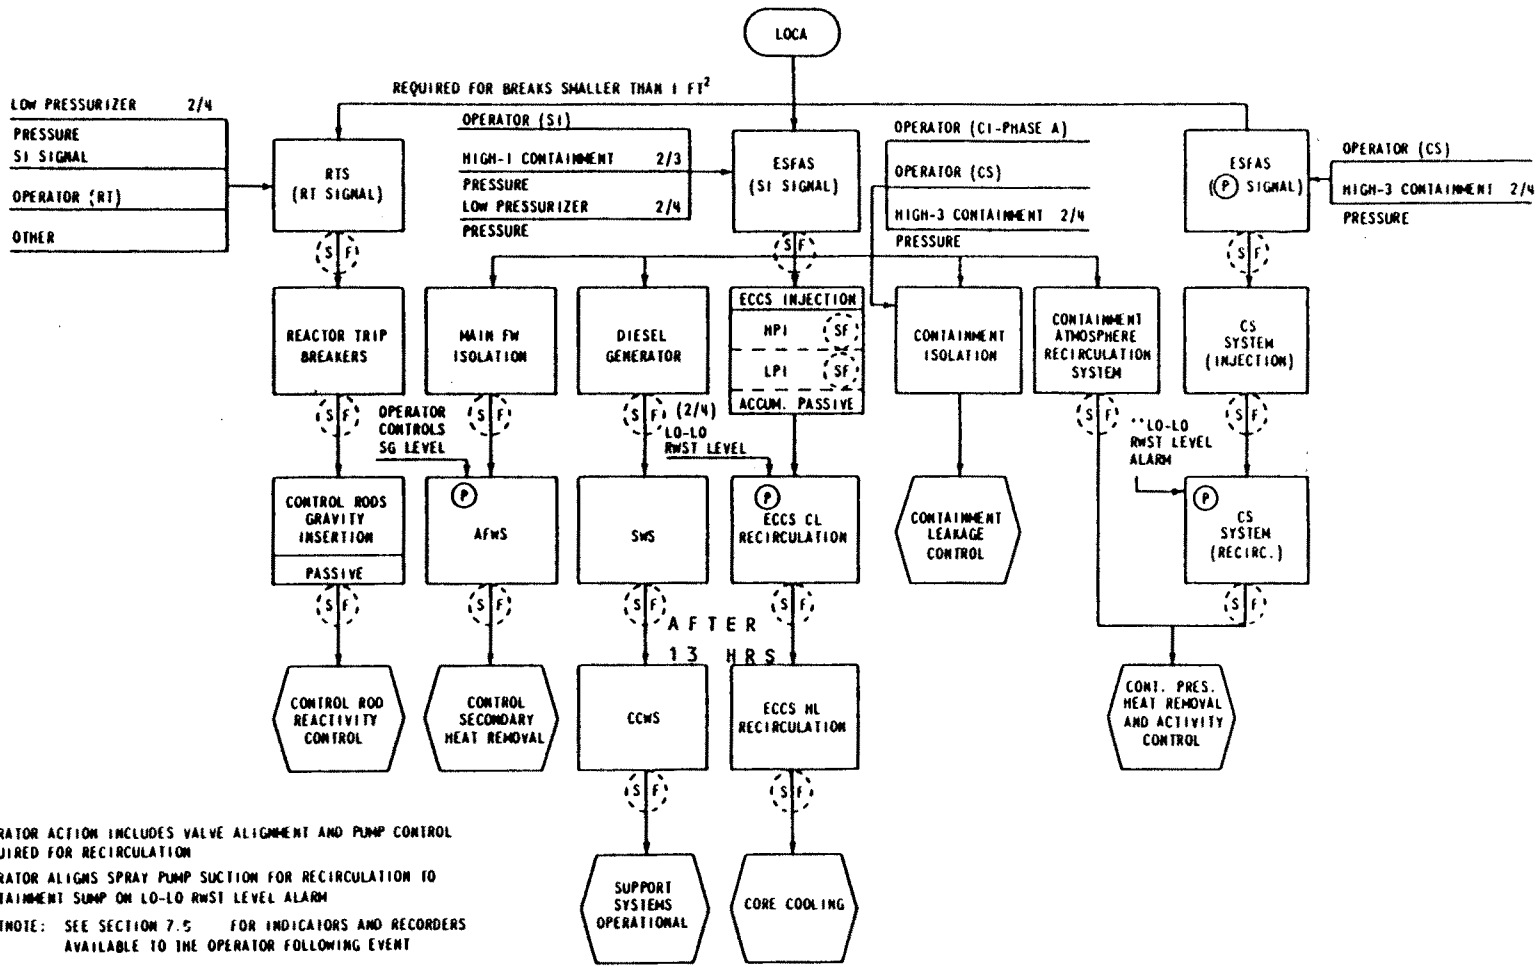 LOCA
REQUIRED FOR BREAKS SMALLER THAN 1 FT²
LOW PRESSURIZER 2/4
PRESSURE
SI SIGNAL
OPERATOR (RT)
OTHER
RTS
(RT SIGNAL)
OPERATOR (SI)
HIGH-1 CONTAINMENT 2/3
PRESSURE
LOW PRESSURIZER 2/4
PRESSURE
ESFAS
(SI SIGNAL)
OPERATOR (CI-PHASE A)
OPERATOR (CS)
HIGH-3 CONTAINMENT 2/4
PRESSURE
ESFAS
(P SIGNAL)
OPERATOR (CS)
HIGH-3 CONTAINMENT 2/4
PRESSURE
S F
S F
S F
REACTOR TRIP
BREAKERS
MAIN FW
ISOLATION
DIESEL
GENERATOR
ECCS INJECTION
HPI SF
LPI SF
ACCUM. PASSIVE
CONTAINMENT
ISOLATION
CONTAINMENT
ATMOSPHERE
RECIRCULATION
SYSTEM
CS
SYSTEM
(INJECTION)
S F
S F
S F
S F
S F
OPERATOR
CONTROLS
SG LEVEL
(2/4)
LO-LO
RWST LEVEL
**LO-LO
RWST LEVEL
ALARM
CONTROL RODS
GRAVITY
INSERTION
PASSIVE
P
AFWS
SWS
P
ECCS CL
RECIRCULATION
CONTAINMENT
LEAKAGE
CONTROL
P
CS
SYSTEM
(RECIRC.)
S F
S F
S F
S F
S F
AFTER
13 HRS
CONTROL ROD
REACTIVITY
CONTROL
CONTROL
SECONDARY
HEAT REMOVAL
CCWS
ECCS HL
RECIRCULATION
CONT. PRES.
HEAT REMOVAL
AND ACTIVITY
CONTROL
S F
S F
SUPPORT
SYSTEMS
OPERATIONAL
CORE COOLING
RATOR ACTION INCLUDES VALVE ALIGNMENT AND PUMP CONTROL
UIRED FOR RECIRCULATION
RATOR ALIGNS SPRAY PUMP SUCTION FOR RECIRCULATION TO
TAINMENT SUMP ON LO-LO RWST LEVEL ALARM
TNOTE: SEE SECTION 7.5 FOR INDICATORS AND RECORDERS
AVAILABLE TO THE OPERATOR FOLLOWING EVENT